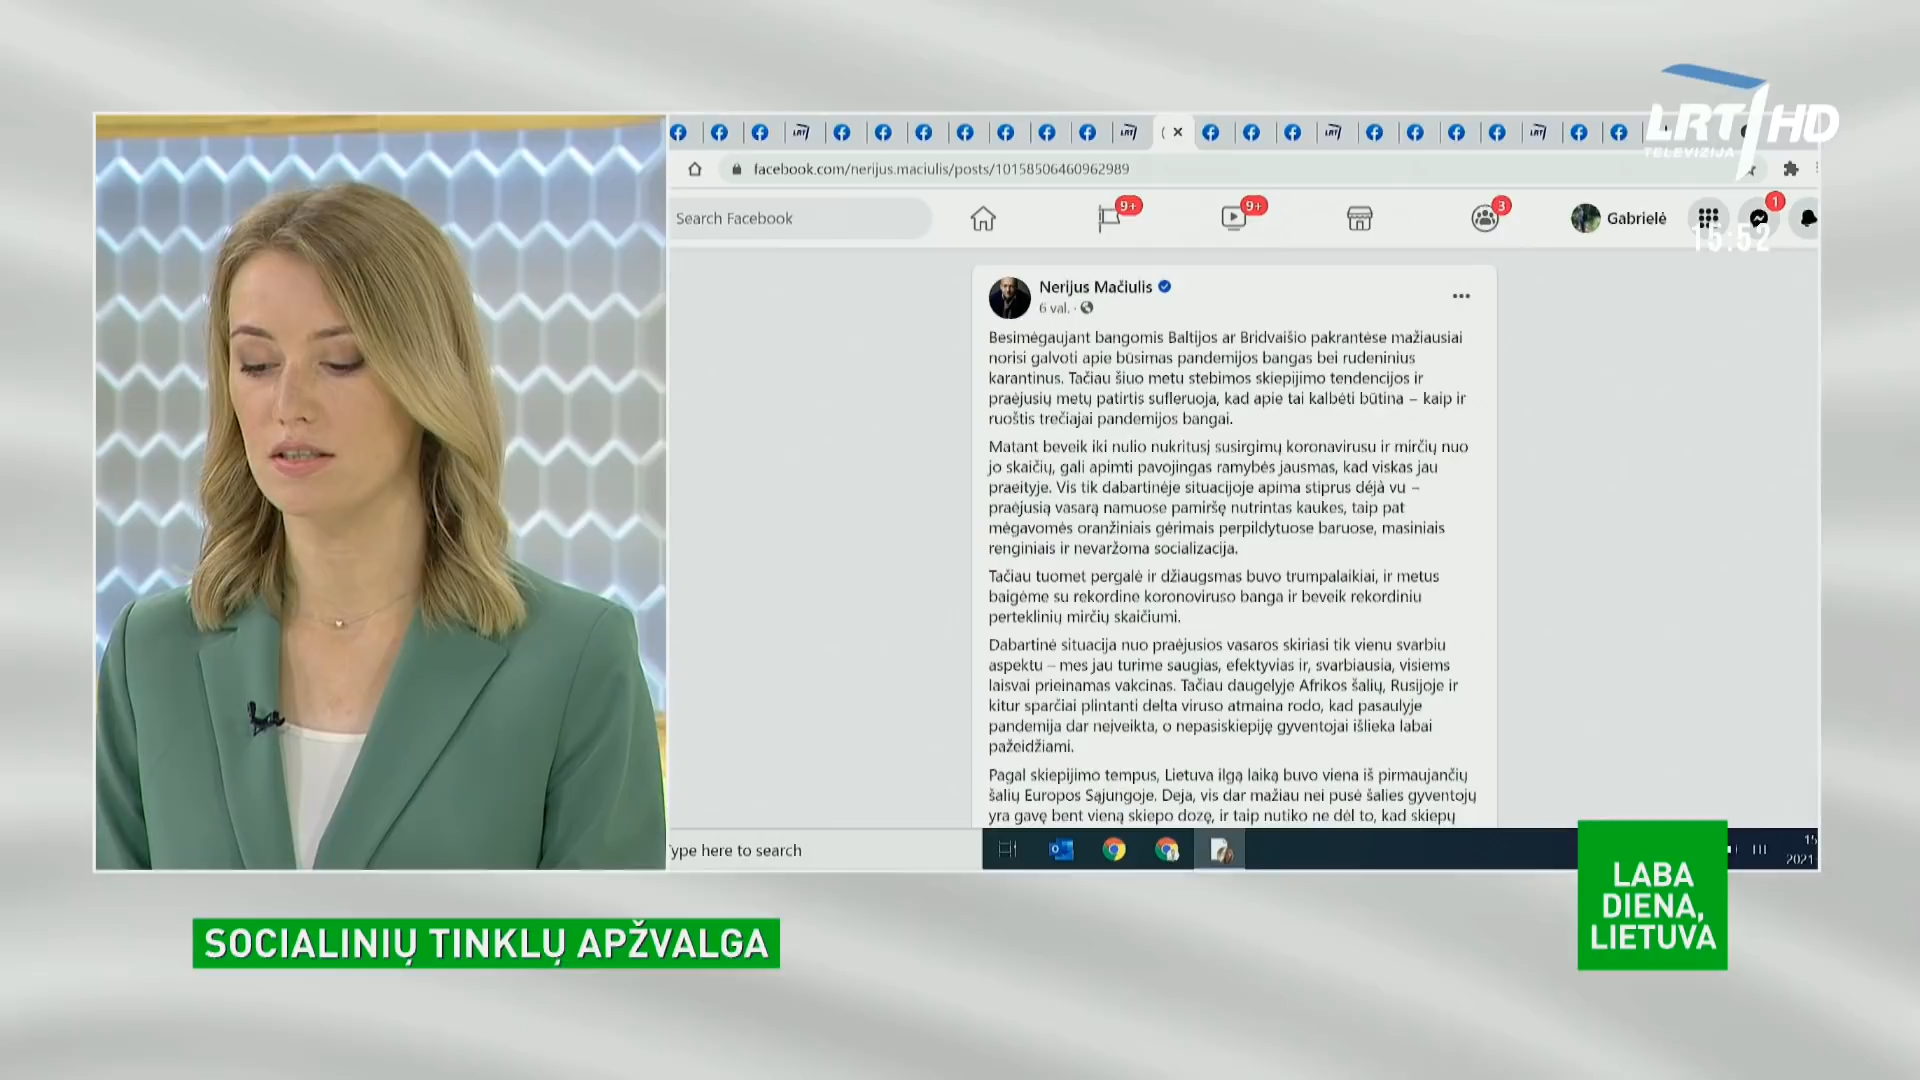 LRT HD
TELEVIZIJA
facebook.com/nerijus.maciulis/posts/10158506460962989
Search Facebook
9+
9+
3
Gabrielė
1
15:52
Nerijus Mačiulis
6 val.
Besimėgaujant bangomis Baltijos ar Bridvaišio pakrantėse mažiausiai
norisi galvoti apie būsimas pandemijos bangas bei rudeninius
karantinus. Tačiau šiuo metu stebimos skiepijimo tendencijos ir
praėjusių metų patirtis sufleruoja, kad apie tai kalbėti būtina – kaip ir
ruoštis trečiajai pandemijos bangai.
Matant beveik iki nulio nukritusį susirgimų koronavirusu ir mirčių nuo
jo skaičių, gali apimti pavojingas ramybės jausmas, kad viskas jau
praeityje. Vis tik dabartinėje situacijoje apima stiprus déjà vu –
praėjusią vasarą namuose pamiršę nutrintas kaukes, taip pat
mėgavomės oranžiniais gėrimais perpildytuose baruose, masiniais
renginiais ir nevaržoma socializacija.
Tačiau tuomet pergalė ir džiaugsmas buvo trumpalaikiai, ir metus
baigėme su rekordine koronoviruso banga ir beveik rekordiniu
perteklinių mirčių skaičiumi.
Dabartinė situacija nuo praėjusios vasaros skiriasi tik vienu svarbiu
aspektu – mes jau turime saugias, efektyvias ir, svarbiausia, visiems
laisvai prieinamas vakcinas. Tačiau daugelyje Afrikos šalių, Rusijoje ir
kitur sparčiai plintanti delta viruso atmaina rodo, kad pasaulyje
pandemija dar neįveikta, o nepasiskiepiję gyventojai išlieka labai
pažeidžiami.
Pagal skiepijimo tempus, Lietuva ilgą laiką buvo viena iš pirmaujančių
šalių Europos Sąjungoje. Deja, vis dar mažiau nei pusė šalies gyventojų
yra gavę bent vieną skiepo dozę, ir taip nutiko ne dėl to, kad skiepų
ype here to search
15
2021
LABA
DIENA,
LIETUVA
SOCIALINIŲ TINKLŲ APŽVALGA